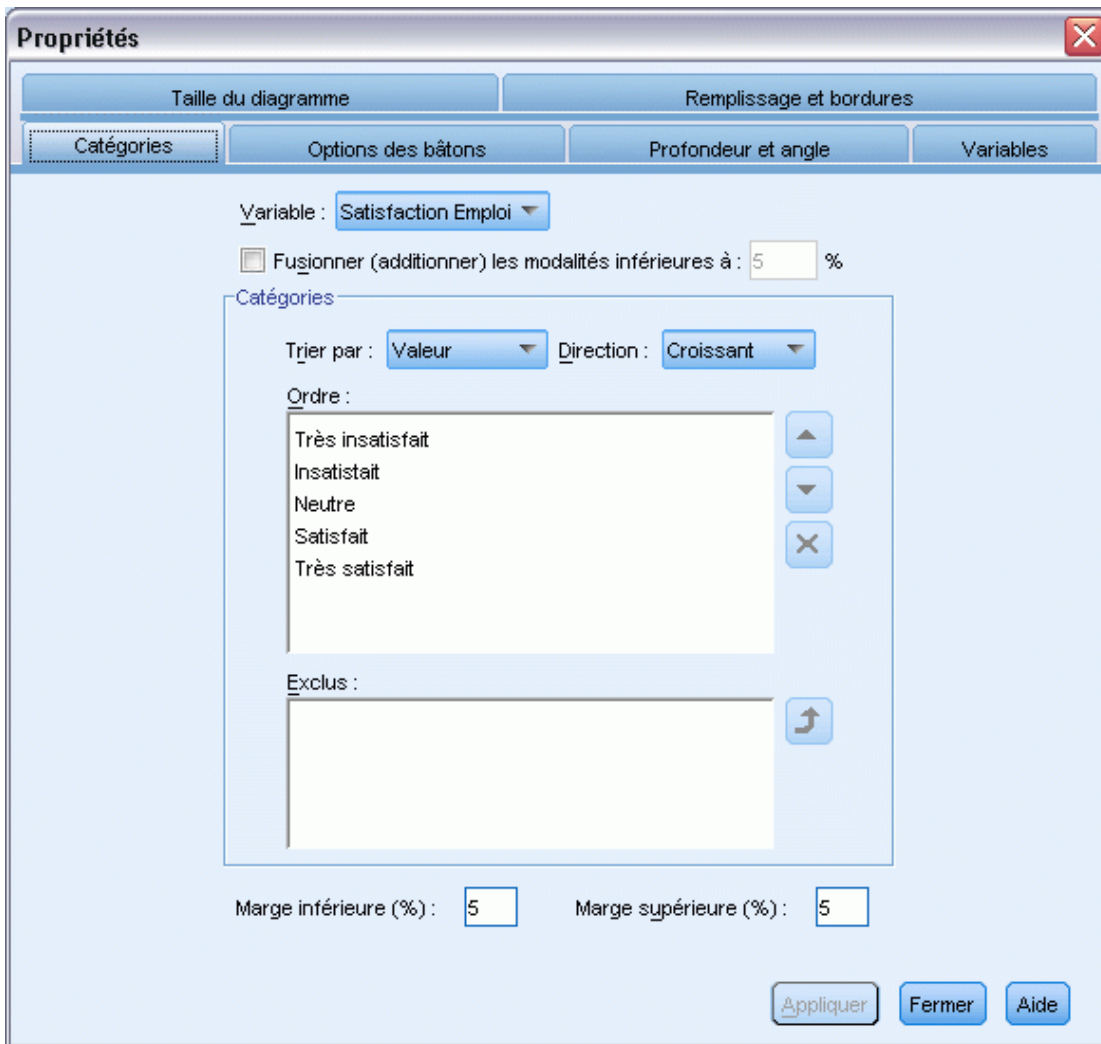 Propriétés
Taille du diagramme
Remplissage et bordures
Catégories
Options des bâtons
Profondeur et angle
Variables
Variable : Satisfaction Emploi
Fusionner (additionner) les modalités inférieures à : 5 %
Catégories
Trier par : Valeur Direction : Croissant
Ordre :
Très insatisfait
Insatistait
Neutre
Satisfait
Très satisfait
Exclus :
Marge inférieure (%) : 5 Marge supérieure (%) : 5
Appliquer Fermer Aide